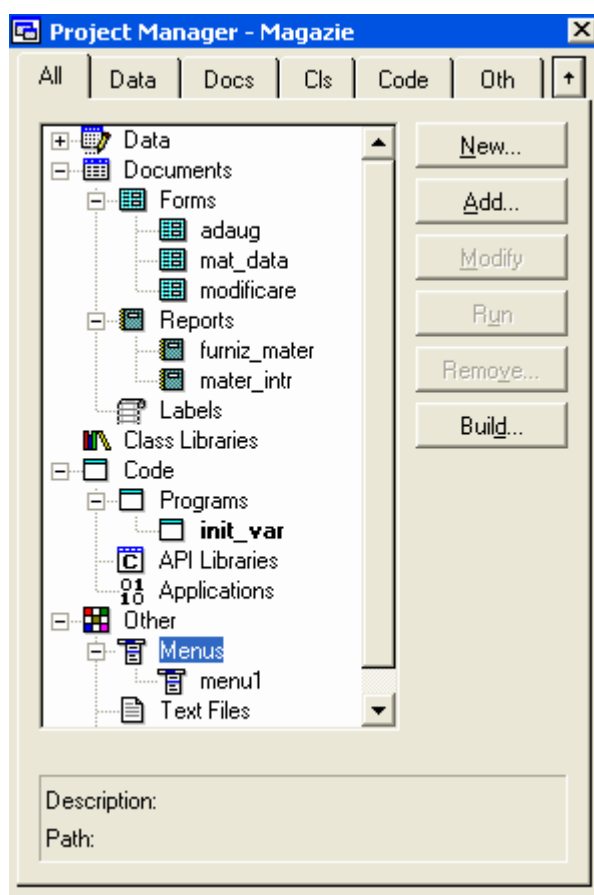 Project Manager - Magazie
All Data Docs Cls Code Oth
Data
Documents
Forms
adaug
mat_data
modificare
Reports
furniz_mater
mater_intr
Labels
Class Libraries
Code
Programs
init_var
API Libraries
Applications
Other
Menus
menu1
Text Files
New...
Add...
Modify
Run
Remove...
Build...
Description:
Path: